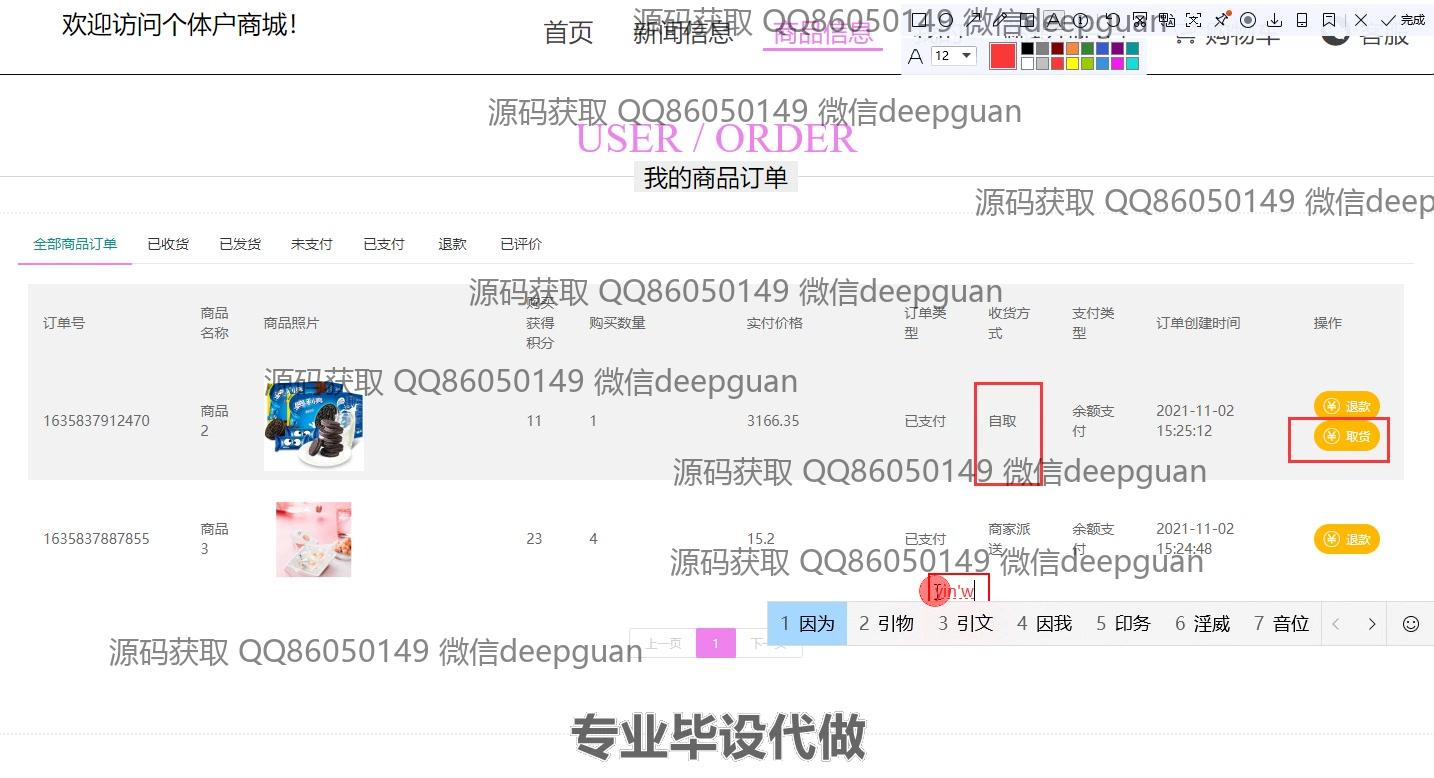 欢迎访问个体户商城！
首页 新闻信息 商品信息 购物车 客服
源码获取 QQ86050149 微信deepguan
完成
A 12
源码获取 QQ86050149 微信deepguan
USER / ORDER
我的商品订单
源码获取 QQ86050149 微信deep
全部商品订单 已收货 已发货 未支付 已支付 退款 已评价
源码获取 QQ86050149 微信deepguan
订单号 商品名称 商品照片 购买获得积分 购买数量 实付价格 订单类型 收货方式 支付类型 订单创建时间 操作
源码获取 QQ86050149 微信deepguan
奥利奥
1635837912470 商品2 11 1 3166.35 已支付 自取 余额支付 2021-11-02 15:25:12 退款 取货
源码获取 QQ86050149 微信deepguan
1635837887855 商品3 23 4 15.2 已支付 商家派送 余额支付 2021-11-02 15:24:48 退款
源码获取 QQ86050149 微信deepguan
yin'w
1 因为 2 引物 3 引文 4 因我 5 印务 6 淫威 7 音位
上一页 1 下一页
源码获取 QQ86050149 微信deepguan
专业毕设代做